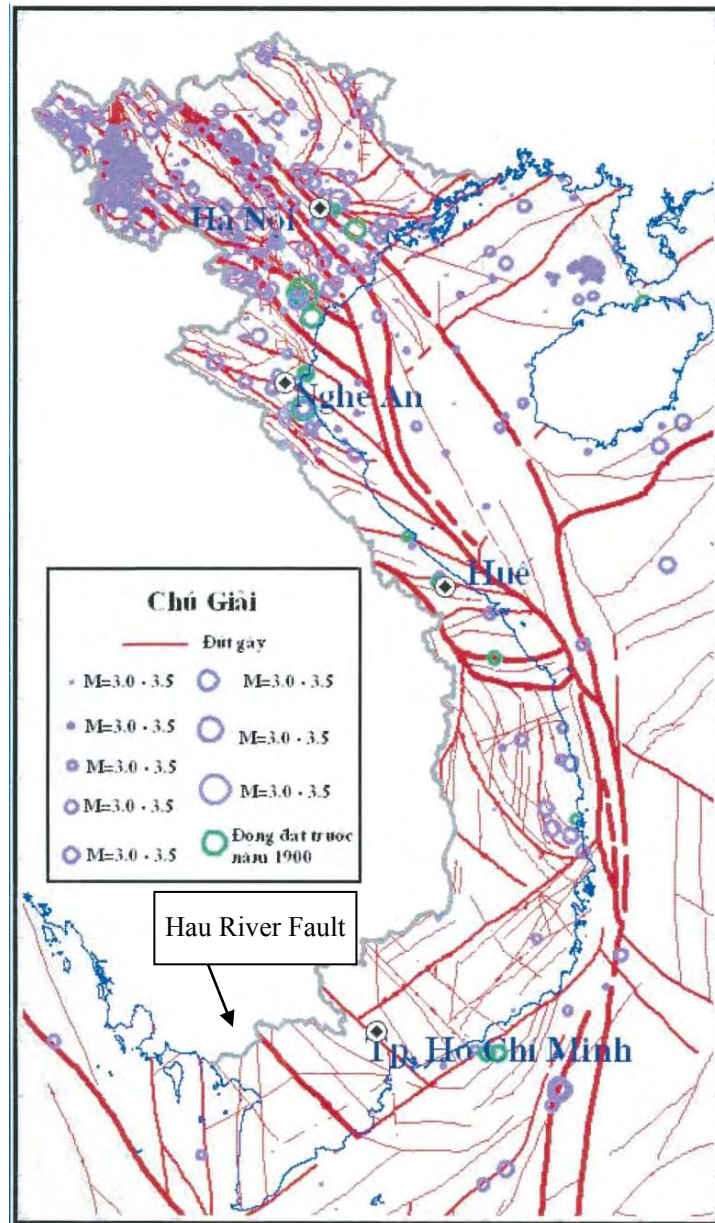 Hà Nội
Nghệ An
Huế
Chú Giải
Đứt gãy
M=3.0 - 3.5
M=3.0 - 3.5
M=3.0 - 3.5
M=3.0 - 3.5
M=3.0 - 3.5
M=3.0 - 3.5
M=3.0 - 3.5
M=3.0 - 3.5
Động đất trước
năm 1900
Hau River Fault
Tp. Hồ Chí Minh